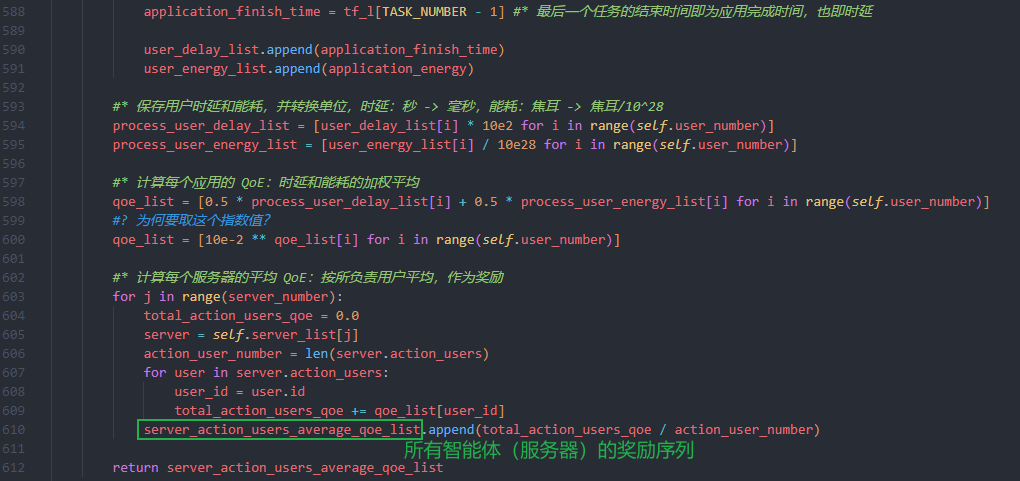 588 application_finish_time = tf_l[TASK_NUMBER - 1] #* 最后一个任务的结束时间即为应用完成时间，也即时延
589
590 user_delay_list.append(application_finish_time)
591 user_energy_list.append(application_energy)
592
593 #* 保存用户时延和能耗，并转换单位，时延：秒 -> 毫秒，能耗：焦耳 -> 焦耳/10^28
594 process_user_delay_list = [user_delay_list[i] * 10e2 for i in range(self.user_number)]
595 process_user_energy_list = [user_energy_list[i] / 10e28 for i in range(self.user_number)]
596
597 #* 计算每个应用的 QoE：时延和能耗的加权平均
598 qoe_list = [0.5 * process_user_delay_list[i] + 0.5 * process_user_energy_list[i] for i in range(self.user_number)]
599 #? 为何要取这个指数值？
600 qoe_list = [10e-2 ** qoe_list[i] for i in range(self.user_number)]
601
602 #* 计算每个服务器的平均 QoE：按所负责用户平均，作为奖励
603 for j in range(server_number):
604 total_action_users_qoe = 0.0
605 server = self.server_list[j]
606 action_user_number = len(server.action_users)
607 for user in server.action_users:
608 user_id = user.id
609 total_action_users_qoe += qoe_list[user_id]
610 server_action_users_average_qoe_list.append(total_action_users_qoe / action_user_number)
611 所有智能体（服务器）的奖励序列
612 return server_action_users_average_qoe_list